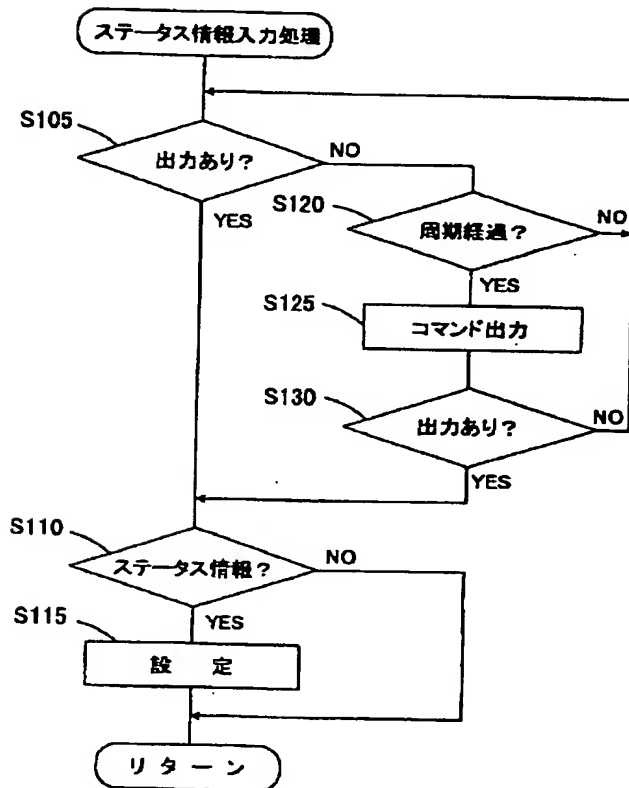 ステータス情報入力処理
S105
出力あり?
NO
YES
S120
周期経過?
NO
YES
S125
コマンド出力
S130
出力あり?
NO
YES
S110
ステータス情報?
NO
YES
S115
設 定
リターン